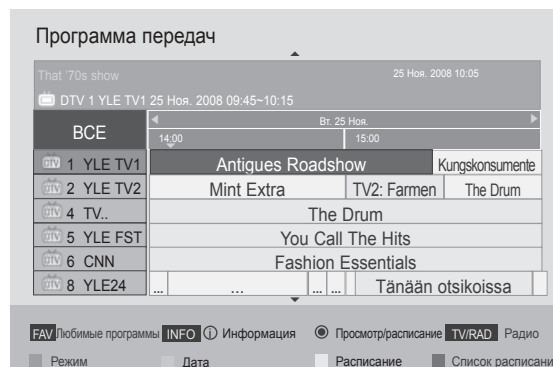 Программа передач
That '70s show 25 Ноя. 2008 10:05
DTV 1 YLE TV1 25 Ноя. 2008 09:45~10:15
ВСЕ
Вт. 25 Ноя.
14:00 15:00
DTV 1 YLE TV1 Antigues Roadshow Kungskonsumente
DTV 2 YLE TV2 Mint Extra TV2: Farmen The Drum
DTV 4 TV.. The Drum
DTV 5 YLE FST You Call The Hits
DTV 6 CNN Fashion Essentials
DTV 8 YLE24 ... ... ... ... Tänään otsikoissa
FAV Любимые программы INFO i Информация Просмотр/расписание TV/RAD Радио
Режим Дата Расписание Список расписани